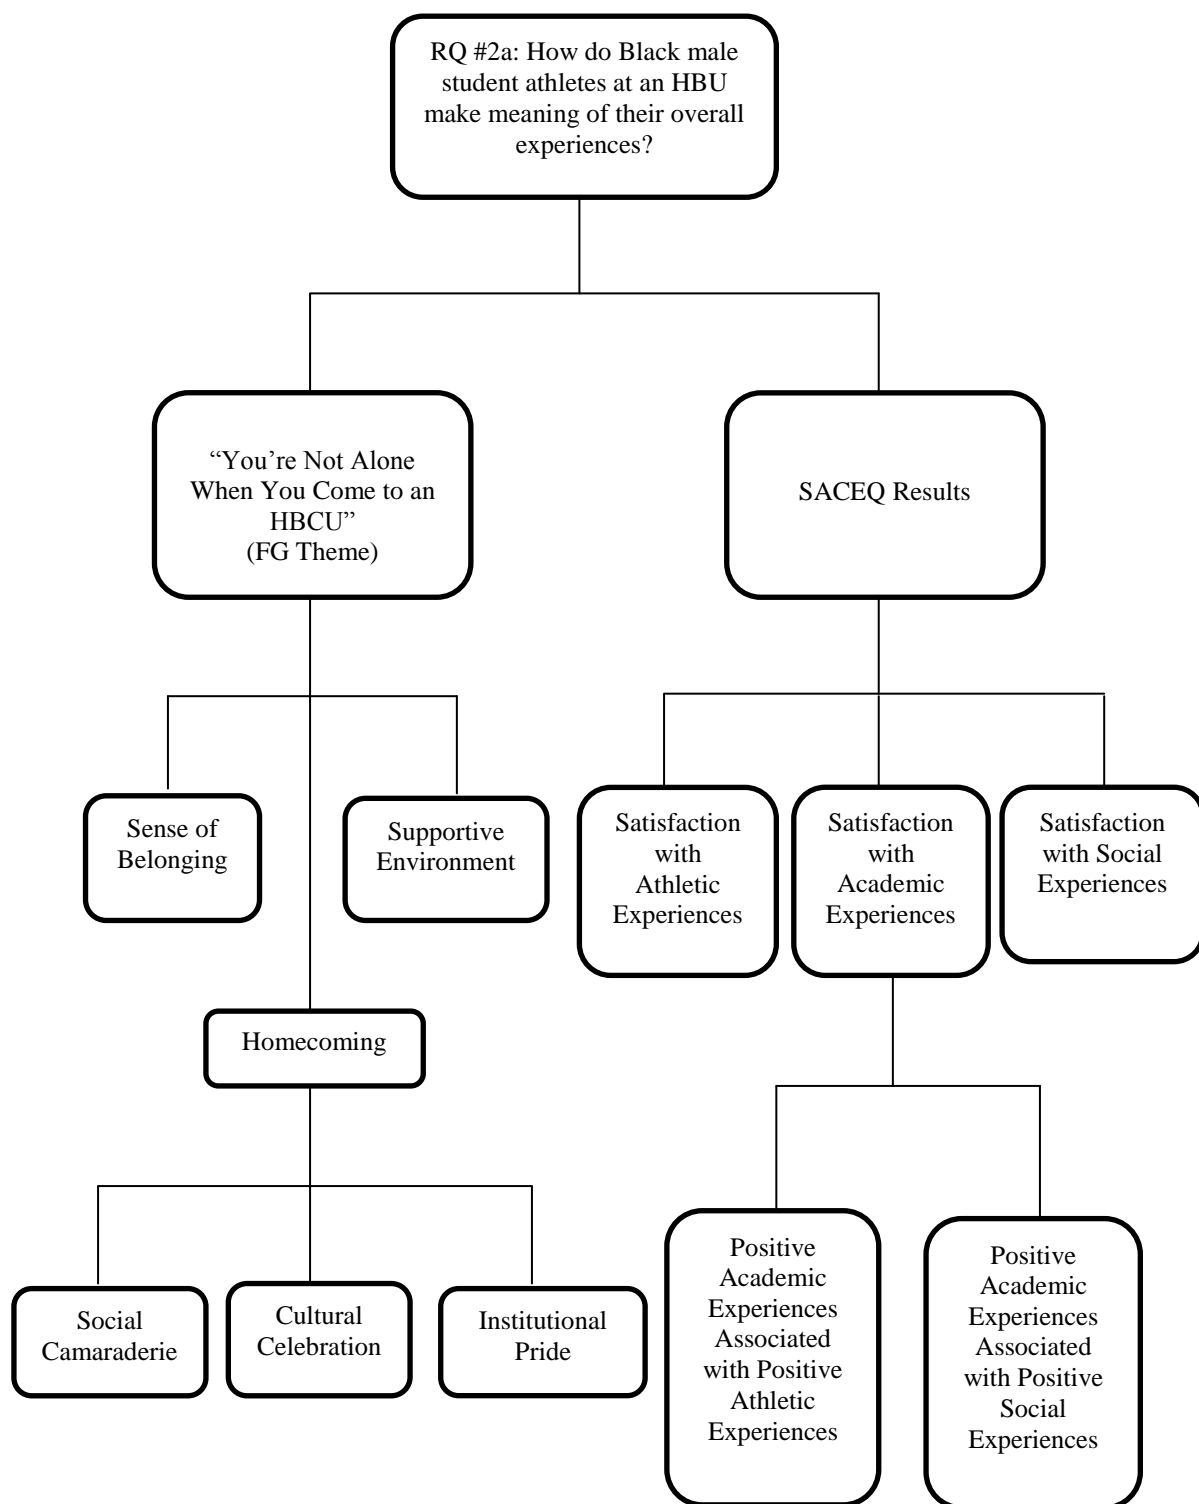 RQ #2a: How do Black male
student athletes at an HBU
make meaning of their overall
experiences?
“You’re Not Alone
When You Come to an
HBCU”
(FG Theme)
SACEQ Results
Sense of
Belonging
Supportive
Environment
Satisfaction
with
Athletic
Experiences
Satisfaction
with
Academic
Experiences
Satisfaction
with Social
Experiences
Homecoming
Social
Camaraderie
Cultural
Celebration
Institutional
Pride
Positive
Academic
Experiences
Associated
with Positive
Athletic
Experiences
Positive
Academic
Experiences
Associated
with Positive
Social
Experiences